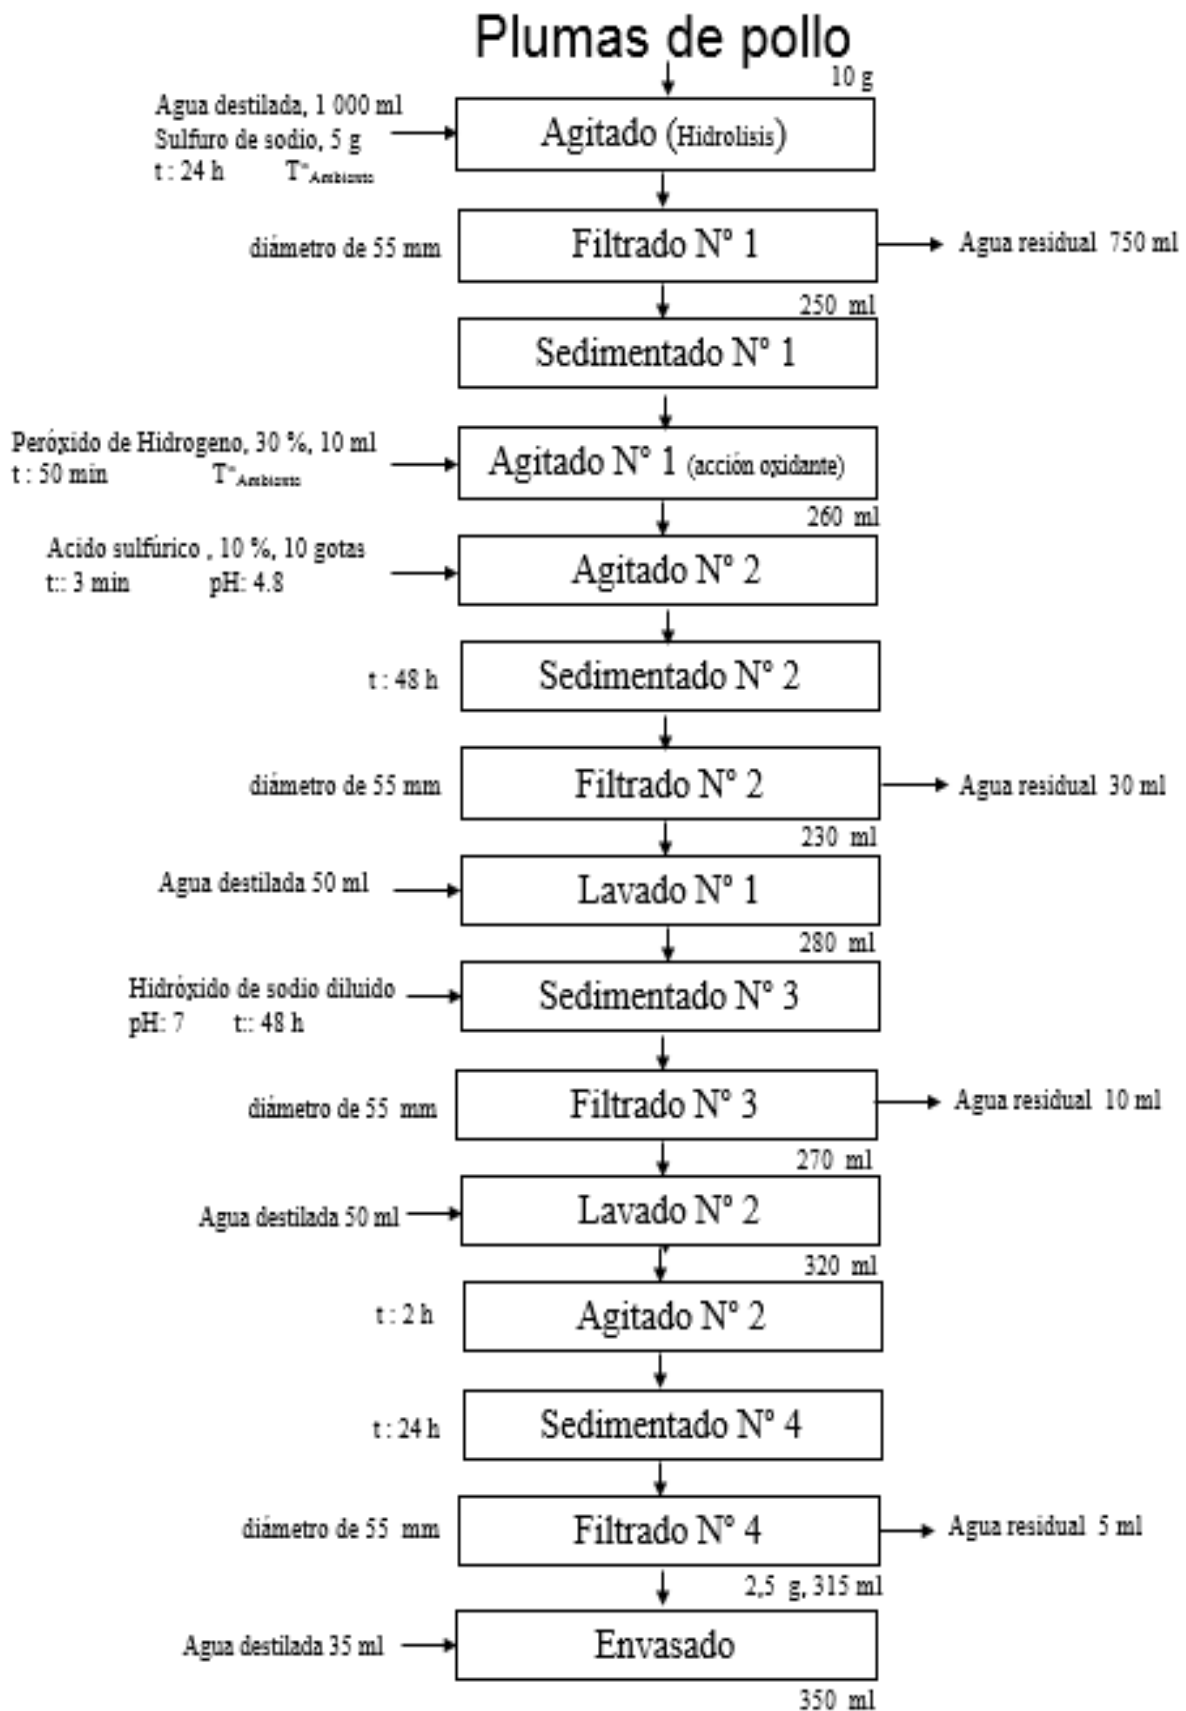 Plumas de pollo
10 g
Agua destilada, 1 000 ml
Sulfuro de sodio, 5 g
t : 24 h T°Ambiente
Agitado (Hidrolisis)
diámetro de 55 mm
Filtrado N° 1
Agua residual 750 ml
250 ml
Sedimentado N° 1
Peróxido de Hidrogeno, 30 %, 10 ml
t : 50 min T°Ambiente
Agitado N° 1 (acción oxidante)
260 ml
Acido sulfúrico , 10 %, 10 gotas
t:: 3 min pH: 4.8
Agitado N° 2
t : 48 h
Sedimentado N° 2
diámetro de 55 mm
Filtrado N° 2
Agua residual 30 ml
230 ml
Agua destilada 50 ml
Lavado N° 1
280 ml
Hidróxido de sodio diluido
pH: 7 t:: 48 h
Sedimentado N° 3
diámetro de 55 mm
Filtrado N° 3
Agua residual 10 ml
270 ml
Agua destilada 50 ml
Lavado N° 2
320 ml
t : 2 h
Agitado N° 2
t : 24 h
Sedimentado N° 4
diámetro de 55 mm
Filtrado N° 4
Agua residual 5 ml
2,5 g, 315 ml
Agua destilada 35 ml
Envasado
350 ml